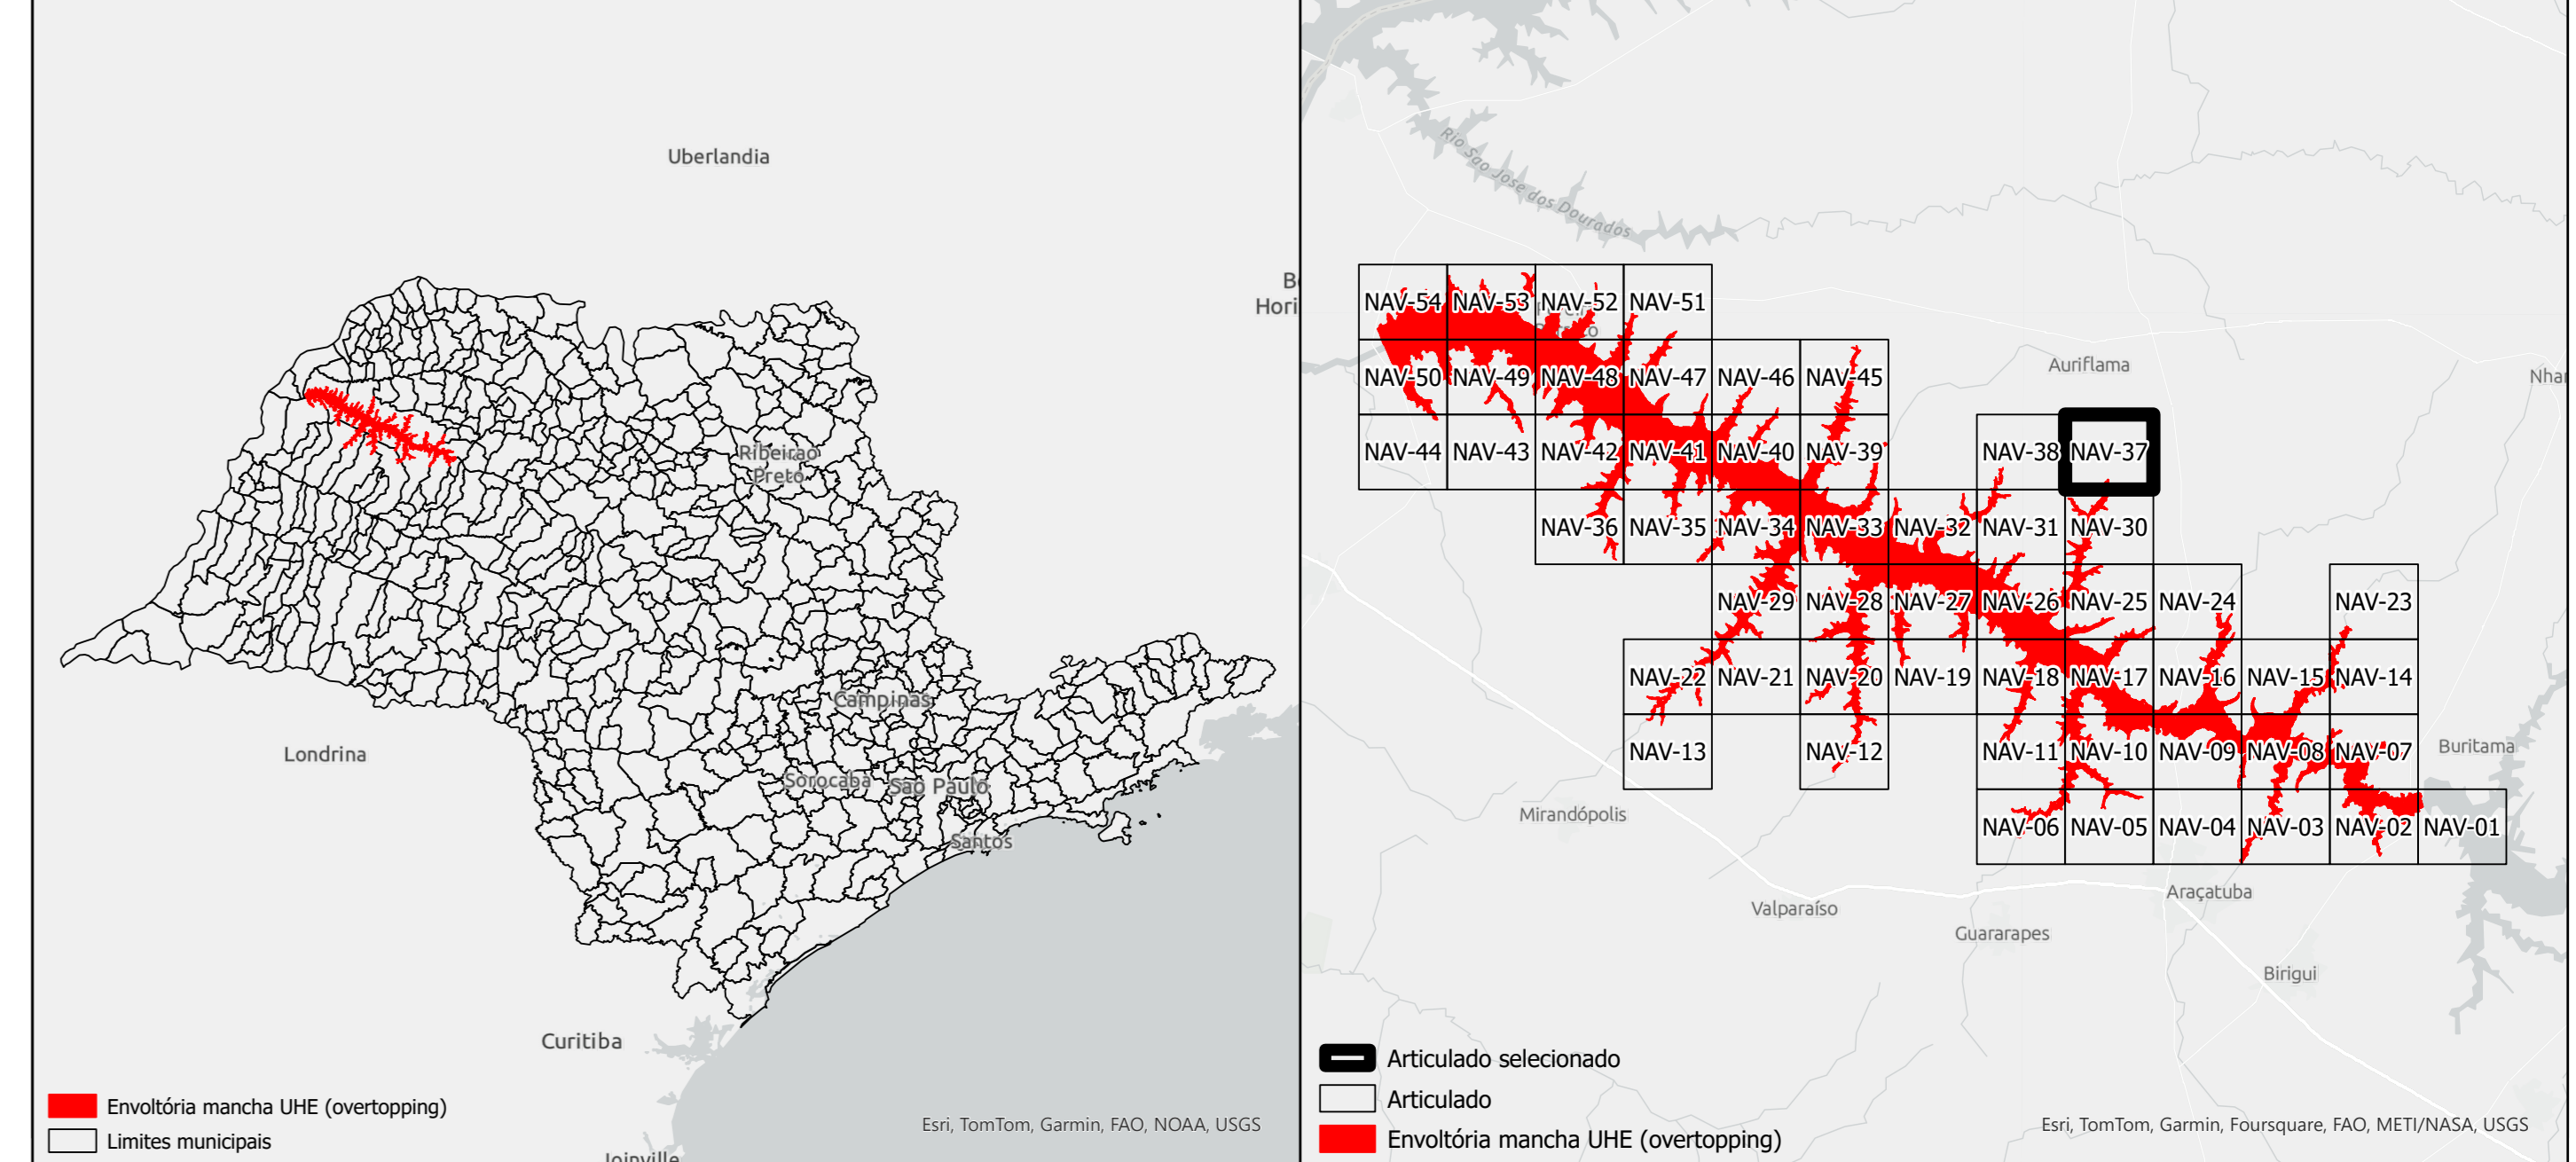 Uberlandia
Hori
Ribeirao
Preto
Campinas
Londrina
Sorocaba
Sao Paulo
Santos
Curitiba
Joinville
Envoltória mancha UHE (overtopping)
Limites municipais
Esri, TomTom, Garmin, FAO, NOAA, USGS
Rio Sao Jose dos Dourados
NAV-54 NAV-53 NAV-52 NAV-51
Auriflama
Nhan
NAV-50 NAV-49 NAV-48 NAV-47 NAV-46 NAV-45
NAV-44 NAV-43 NAV-42 NAV-41 NAV-40 NAV-39 NAV-38 NAV-37
NAV-36 NAV-35 NAV-34 NAV-33 NAV-32 NAV-31 NAV-30
NAV-29 NAV-28 NAV-27 NAV-26 NAV-25 NAV-24 NAV-23
NAV-22 NAV-21 NAV-20 NAV-19 NAV-18 NAV-17 NAV-16 NAV-15 NAV-14
NAV-13 NAV-12 NAV-11 NAV-10 NAV-09 NAV-08 NAV-07 Buritama
Mirandópolis
NAV-06 NAV-05 NAV-04 NAV-03 NAV-02 NAV-01
Araçatuba
Valparaíso
Guararapes
Birigui
Articulado selecionado
Articulado
Envoltória mancha UHE (overtopping)
Esri, TomTom, Garmin, Foursquare, FAO, METI/NASA, USGS